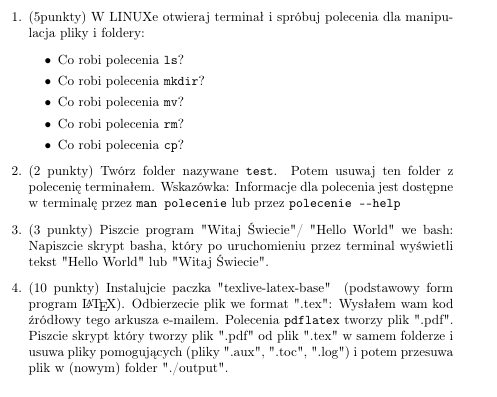 1. (5punkty) W LINUXe otwieraj terminał i spróbuj polecenia dla manipu-
lacja pliky i foldery:
• Co robi polecenia ls?
• Co robi polecenia mkdir?
• Co robi polecenia mv?
• Co robi polecenia rm?
• Co robi polecenia cp?
2. (2 punkty) Twórz folder nazywane test. Potem usuwaj ten folder z
polecenię terminałem. Wskazówka: Informacje dla polecenia jest dostępne
w terminalę przez man polecenie lub przez polecenie --help
3. (3 punkty) Piszcie program "Witaj Świecie"/ "Hello World" we bash:
Napiszcie skrypt basha, który po uruchomieniu przez terminal wyświetli
tekst "Hello World" lub "Witaj Świecie".
4. (10 punkty) Instalujcie paczka "texlive-latex-base" (podstawowy form
program LATEX). Odbierzecie plik we format ".tex": Wysłałem wam kod
źródłowy tego arkusza e-mailem. Polecenia pdflatex tworzy plik ".pdf".
Piszcie skrypt który tworzy plik ".pdf" od plik ".tex" w samem folderze i
usuwa pliky pomogujących (pliky ".aux", ".toc", ".log") i potem przesuwa
plik w (nowym) folder "./output".